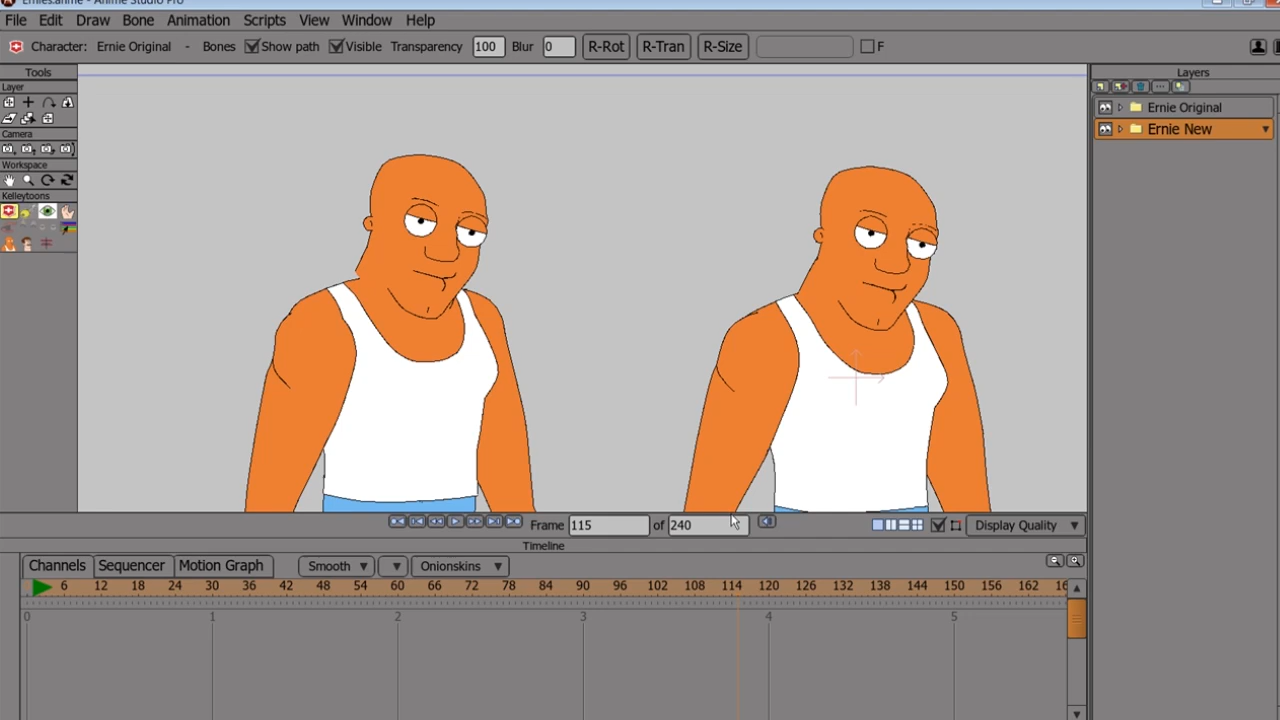 Ernies.anme - Anime Studio Pro
File Edit Draw Bone Animation Scripts View Window Help
Character: Ernie Original - Bones Show path Visible Transparency 100 Blur 0 R-Rot R-Tran R-Size F
Tools
Layer
Camera
Workspace
Kelleytoons
Layers
Ernie Original
Ernie New
Frame 115 of 240 Display Quality
Timeline
Channels Sequencer Motion Graph Smooth Onionskins
6 12 18 24 30 36 42 48 54 60 66 72 78 84 90 96 102 108 114 120 126 132 138 144 150 156 162
0 1 2 3 4 5